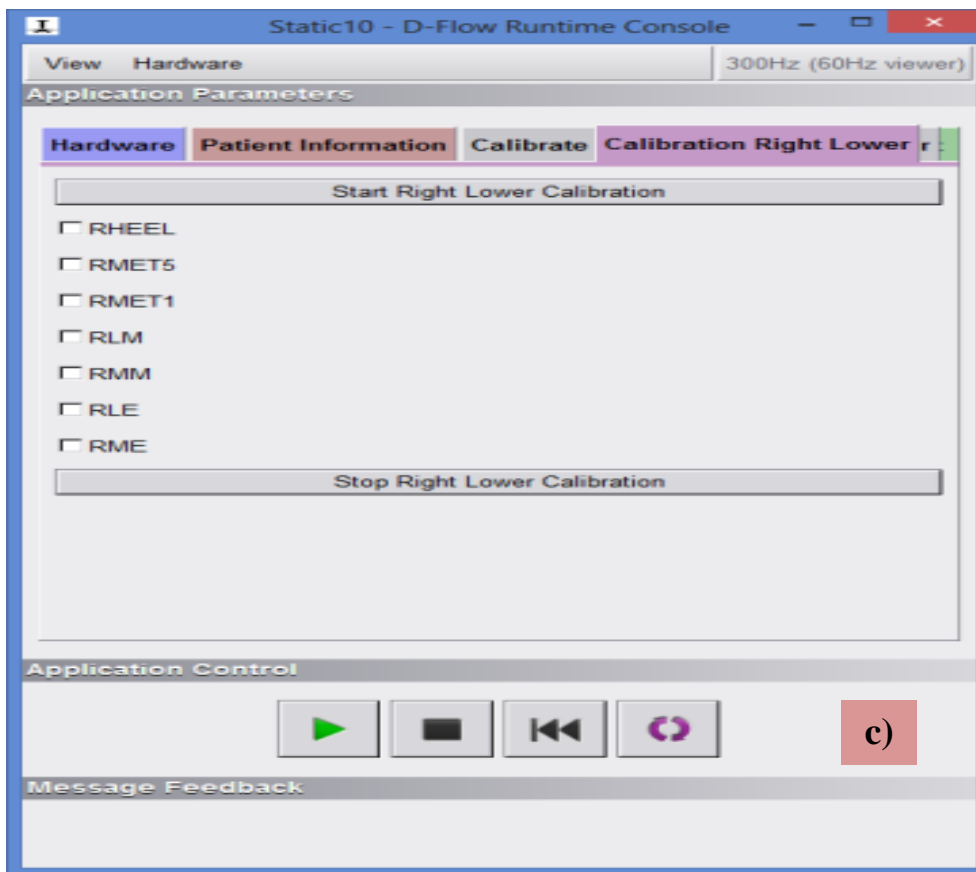 Static10 - D-Flow Runtime Console
View Hardware 300Hz (60Hz viewer)
Application Parameters
Hardware Patient Information Calibrate Calibration Right Lower r :
Start Right Lower Calibration
RHEEL
RMET5
RMET1
RLM
RMM
RLE
RME
Stop Right Lower Calibration
Application Control
c)
Message Feedback